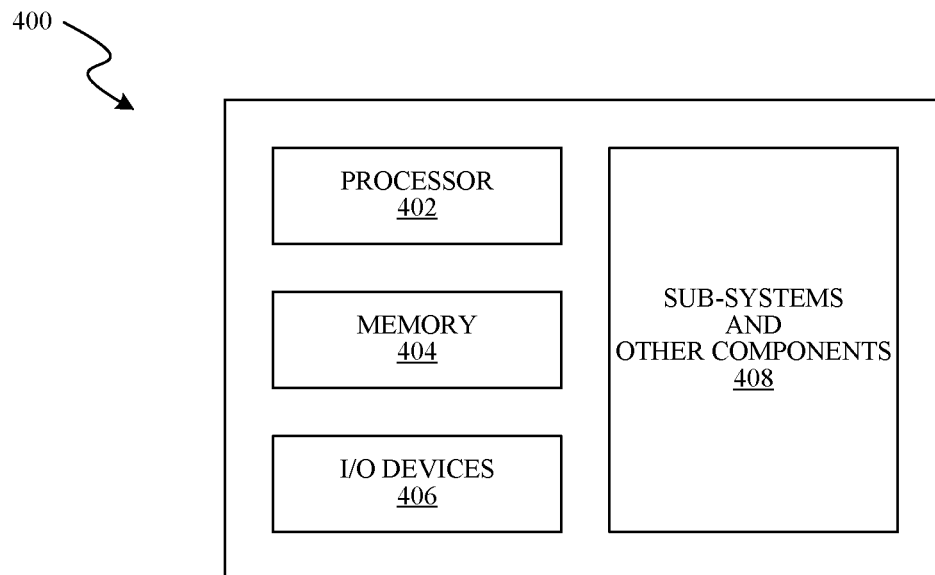 400
PROCESSOR
402
MEMORY
404
I/O DEVICES
406
SUB-SYSTEMS
AND
OTHER COMPONENTS
408